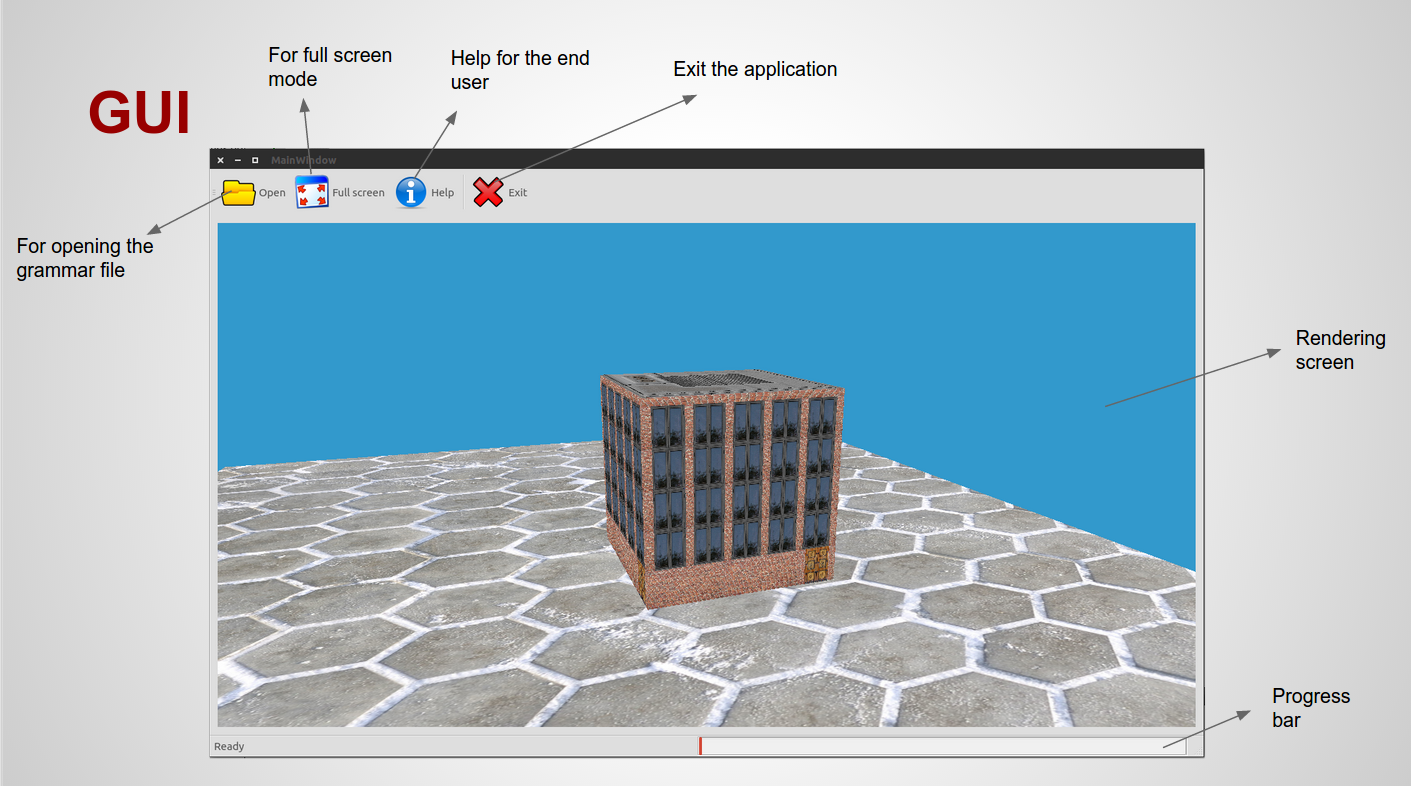 For full screen
mode
Help for the end
user
Exit the application
GUI
MainWindow
Open
Full screen
Help
Exit
For opening the
grammar file
Rendering
screen
Progress
bar
Ready